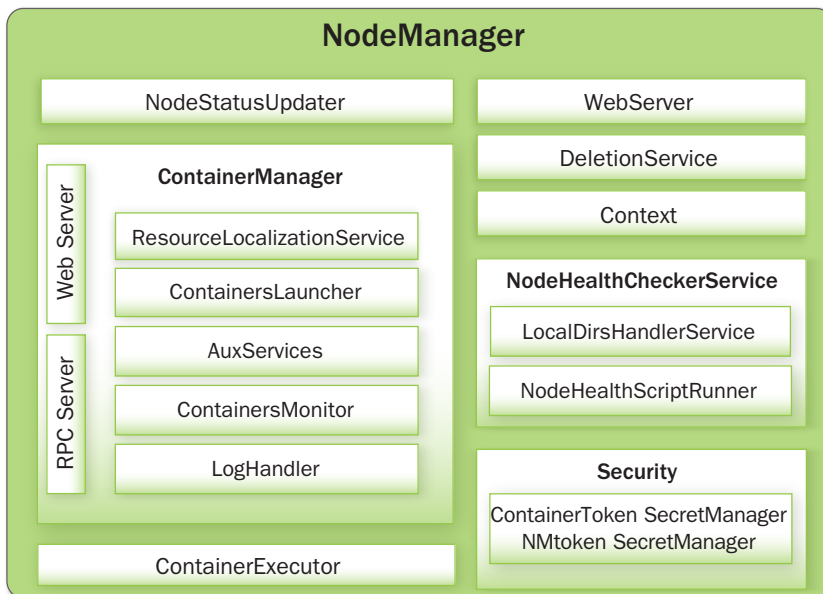 NodeManager
NodeStatusUpdater
ContainerManager
Web Server
RPC Server
ResourceLocalizationService
ContainersLauncher
AuxServices
ContainersMonitor
LogHandler
ContainerExecutor
WebServer
DeletionService
Context
NodeHealthCheckerService
LocalDirsHandlerService
NodeHealthScriptRunner
Security
ContainerToken SecretManager
NMtoken SecretManager